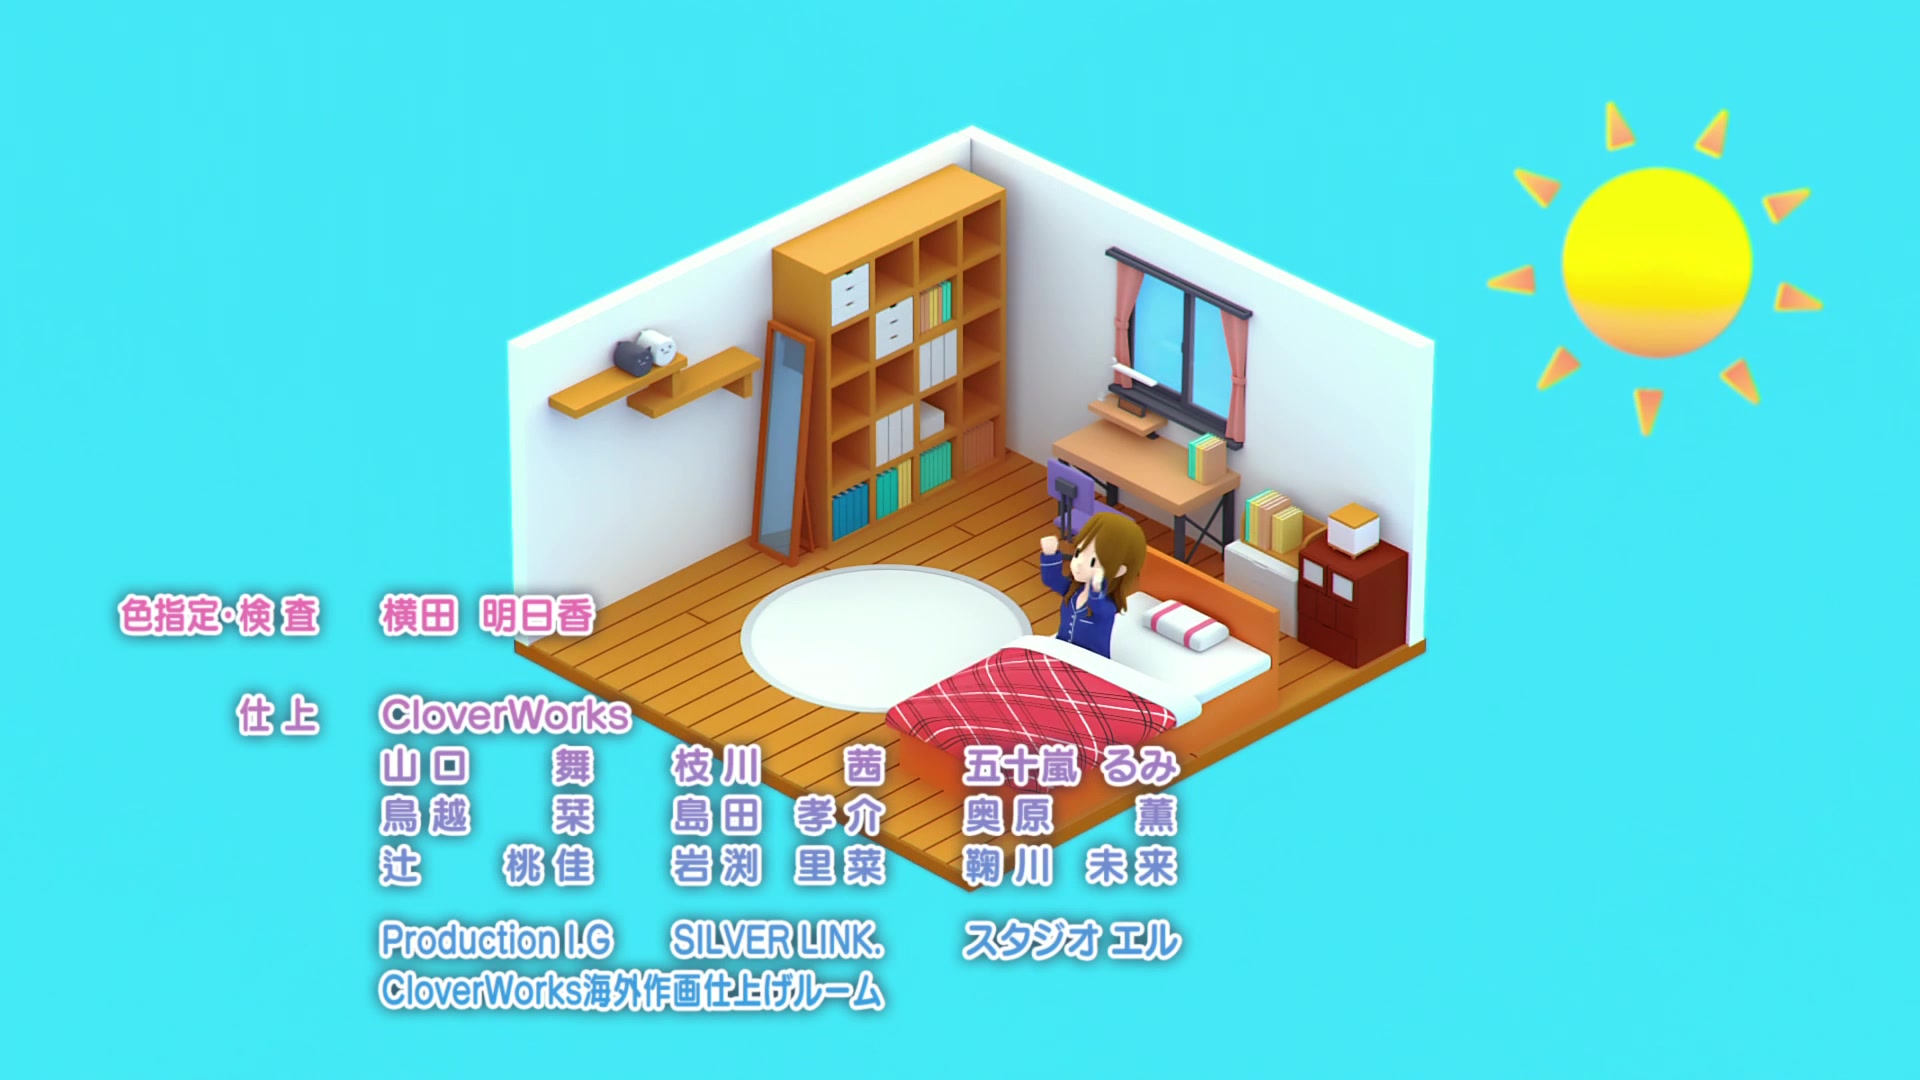 色指定・検査 横田 明日香
仕上 CloverWorks
山口 舞 枝川 茜 五十嵐 るみ
鳥越 栞 島田 孝介 奥原 薫
辻 桃佳 岩渕 里菜 鞠川 未来
Production I.G SILVER LINK. スタジオ エル
CloverWorks海外作画仕上げルーム